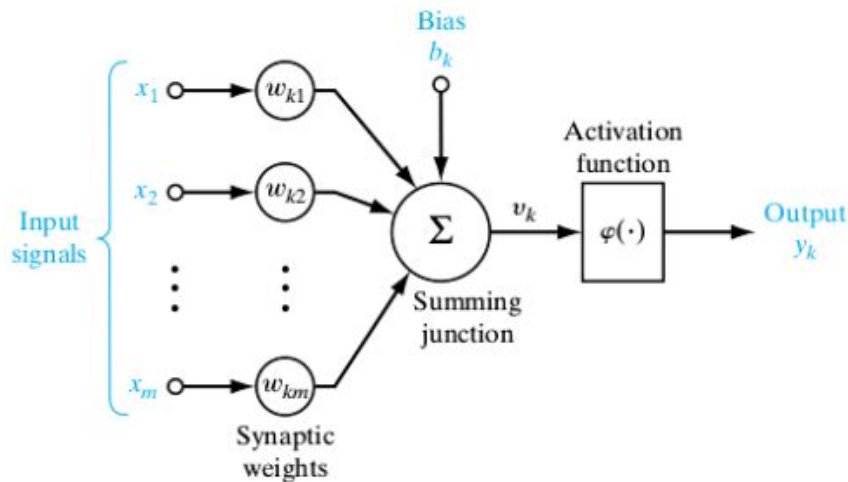 Bias
b_k
x_1
w_k1
Activation
function
x_2
w_k2
Input
signals
Σ
v_k
φ(·)
Output
y_k
Summing
junction
x_m
w_km
Synaptic
weights